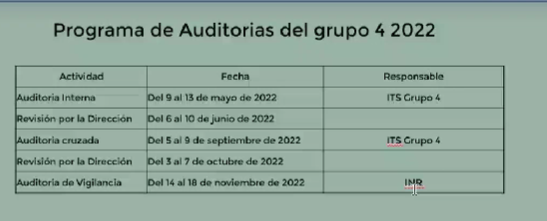 Programa de Auditorias del grupo 4 2022
Actividad Fecha Responsable
Auditoria Interna Del 9 al 13 de mayo de 2022 ITS Grupo 4
Revisión por la Dirección Del 6 al 10 de junio de 2022
Auditoria cruzada Del 5 al 9 de septiembre de 2022 ITS Grupo 4
Revisión por la Dirección Del 3 al 7 de octubre de 2022
Auditoria de Vigilancia Del 14 al 18 de noviembre de 2022